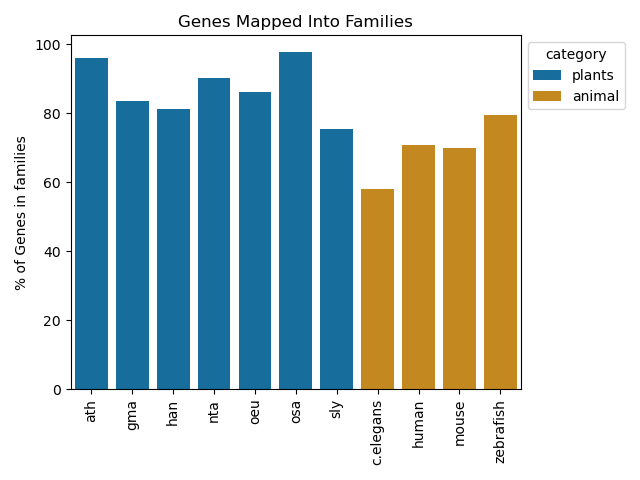 Genes Mapped Into Families
% of Genes in families
100
80
60
40
20
0
ath
gma
han
nta
oeu
osa
sly
c.elegans
human
mouse
zebrafish
category
plants
animal